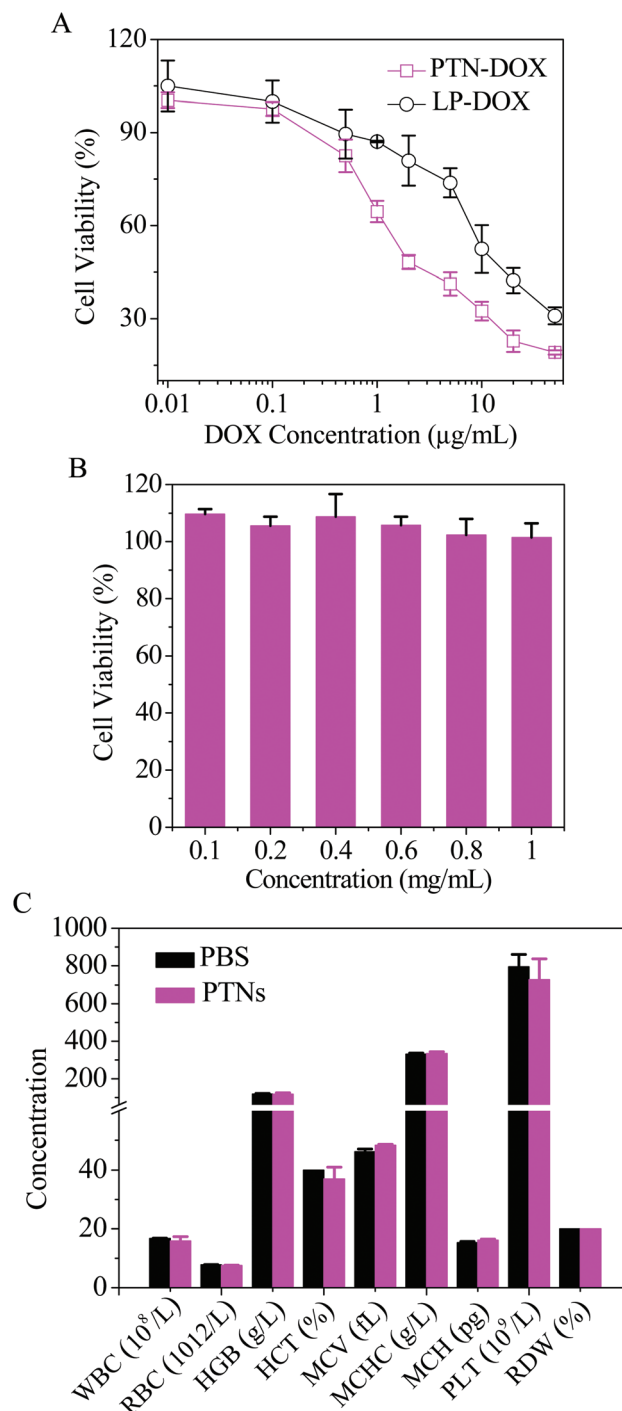 A
120
90
60
30
Cell Viability (%)
PTN-DOX
LP-DOX
0.01 0.1 1 10
DOX Concentration (µg/mL)
B
120
100
80
60
40
20
0
Cell Viability (%)
0.1 0.2 0.4 0.6 0.8 1
Concentration (mg/mL)
C
1000
800
600
400
200
40
20
0
Concentration
PBS
PTNs
WBC (10⁸/L)
RBC (1012/L)
HGB (g/L)
HCT (%)
MCV (fL)
MCHC (g/L)
MCH (pg)
PLT (10⁹/L)
RDW (%)